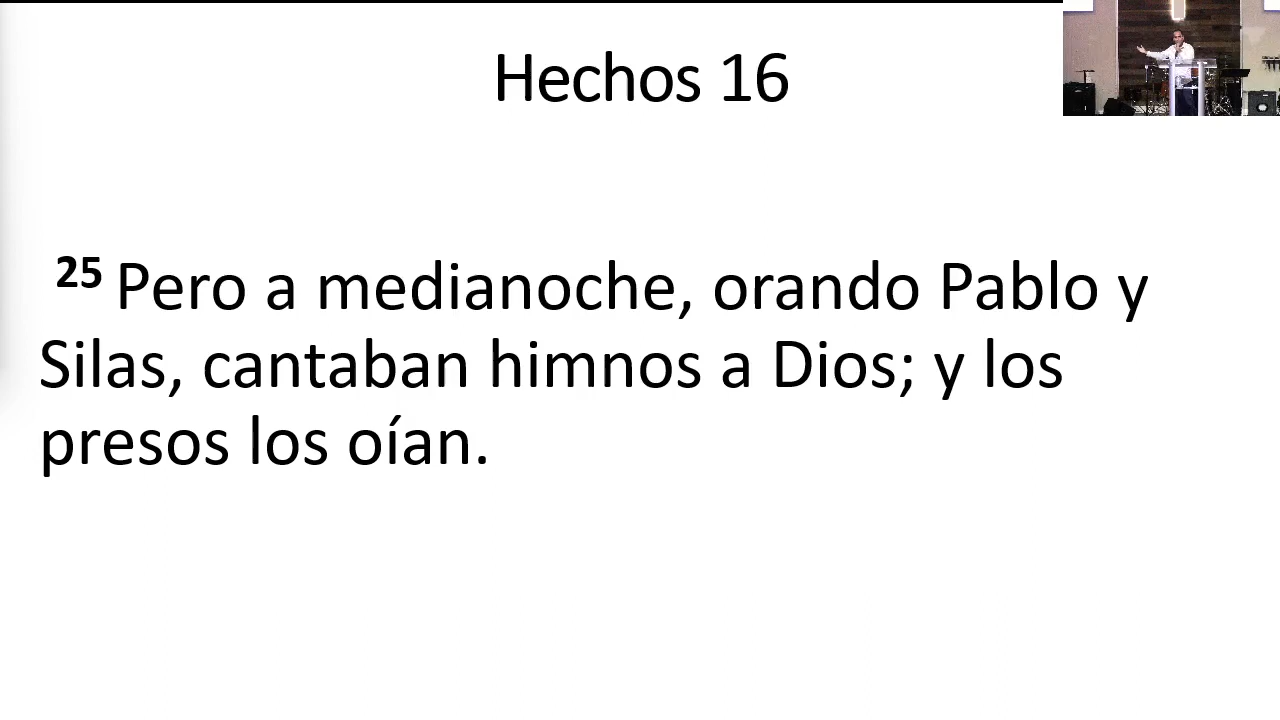 Hechos 16
25 Pero a medianoche, orando Pablo y
Silas, cantaban himnos a Dios; y los
presos los oían.